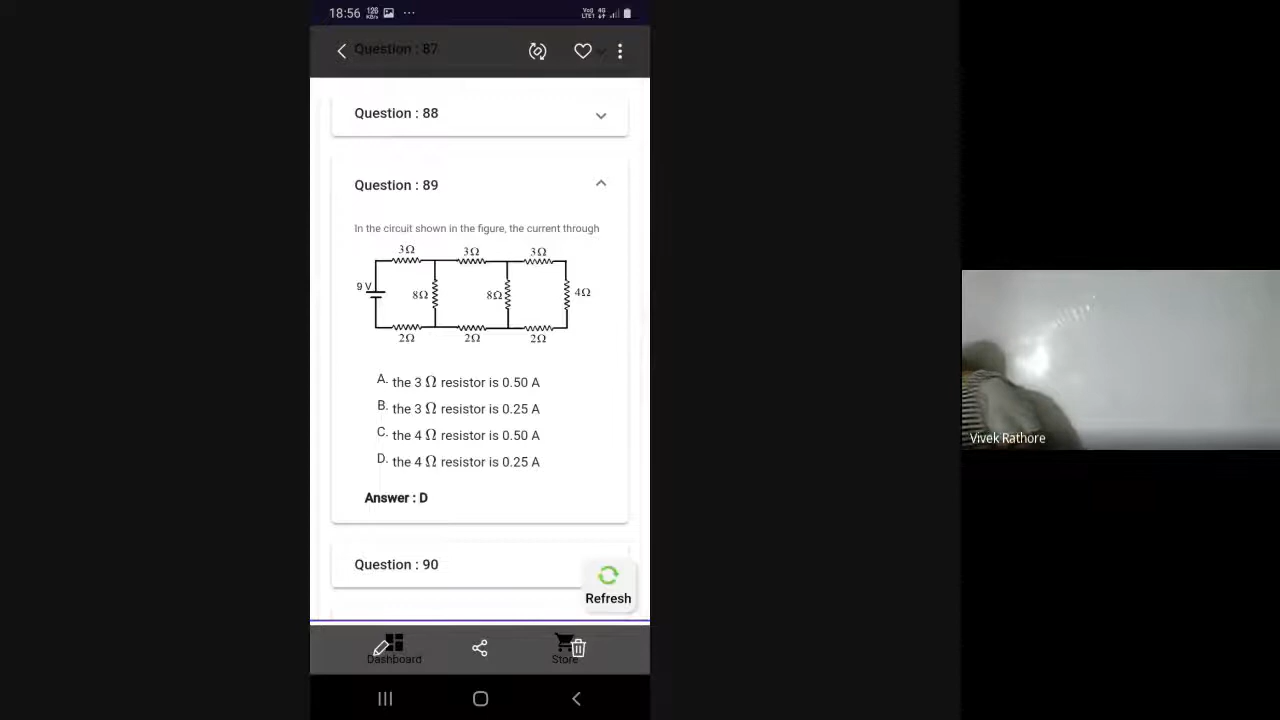 18:56 126 KB/s ...
Question : 87
Question : 88
Question : 89
In the circuit shown in the figure, the current through
3Ω 3Ω 3Ω
9 V 8Ω 8Ω 4Ω
2Ω 2Ω 2Ω
A. the 3 Ω resistor is 0.50 A
B. the 3 Ω resistor is 0.25 A
C. the 4 Ω resistor is 0.50 A
D. the 4 Ω resistor is 0.25 A
Answer : D
Question : 90
Refresh
Dashboard Store
Vivek Rathore